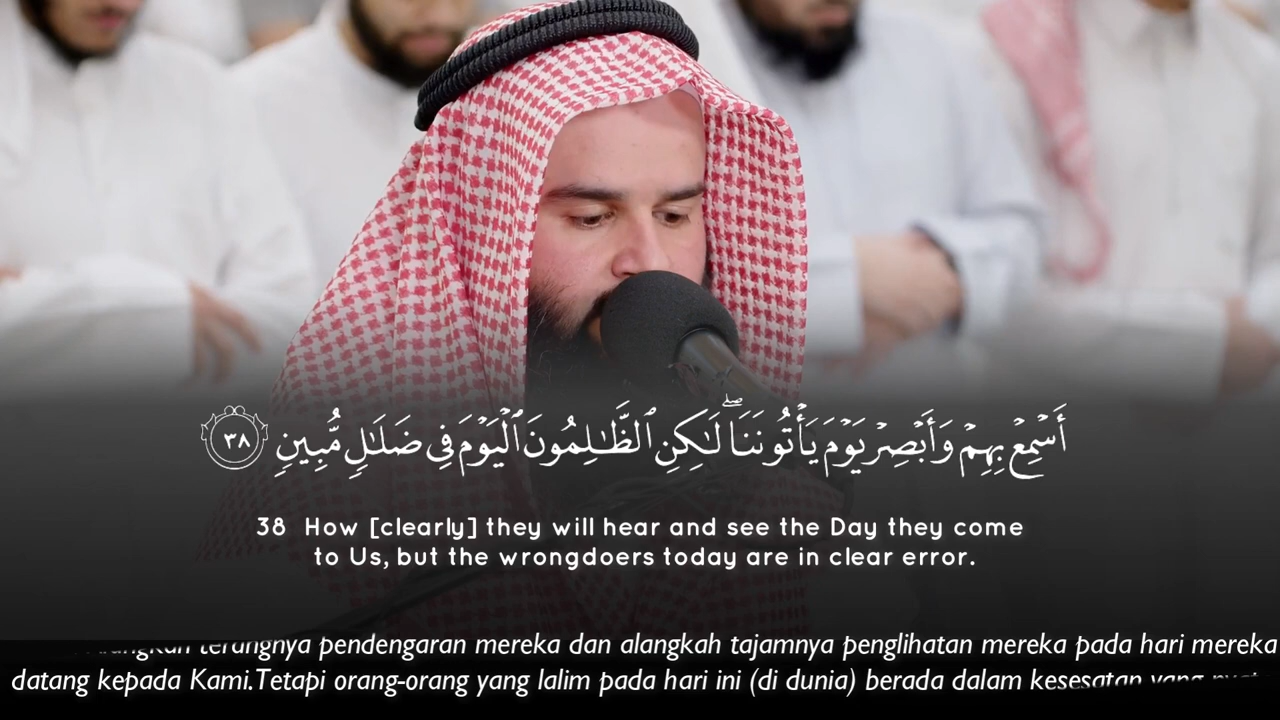 أَسْمِعْ بِهِمْ وَأَبْصِرْ يَوْمَ يَأْتُونَنَا ۖ لَـٰكِنِ ٱلظَّـٰلِمُونَ ٱلْيَوْمَ فِى ضَلَـٰلٍ مُّبِينٍ ٣٨
38 How [clearly] they will hear and see the Day they come
to Us, but the wrongdoers today are in clear error.
terangnya pendengaran mereka dan alangkah tajamnya penglihatan mereka pada hari mereka
datang kepada Kami.Tetapi orang-orang yang lalim pada hari ini (di dunia) berada dalam kesesatan yang